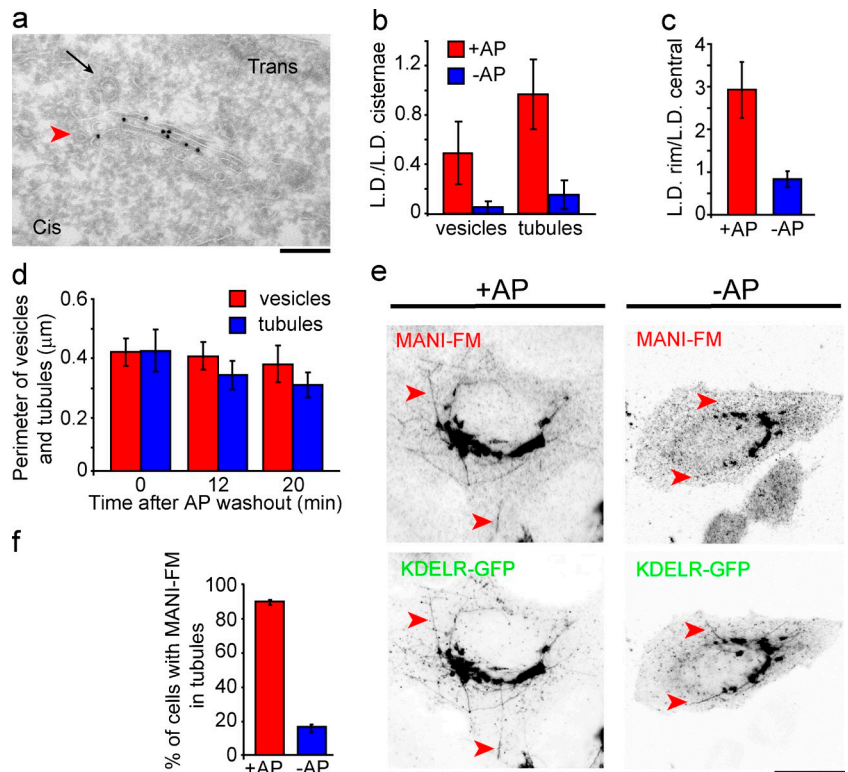 a
Trans
Cis
b
L.D./L.D. cisternae
1.2
0.8
0.4
0
+AP
-AP
vesicles tubules
c
L.D. rim/L.D. central
4
3
2
1
0
+AP -AP
d
Perimeter of vesicles
and tubules (μm)
0.6
0.4
0.2
0
vesicles
tubules
0 12 20
Time after AP washout (min)
e
+AP -AP
MANI-FM MANI-FM
KDELR-GFP KDELR-GFP
f
% of cells with MANI-FM
in tubules
100
80
60
40
20
0
+AP -AP